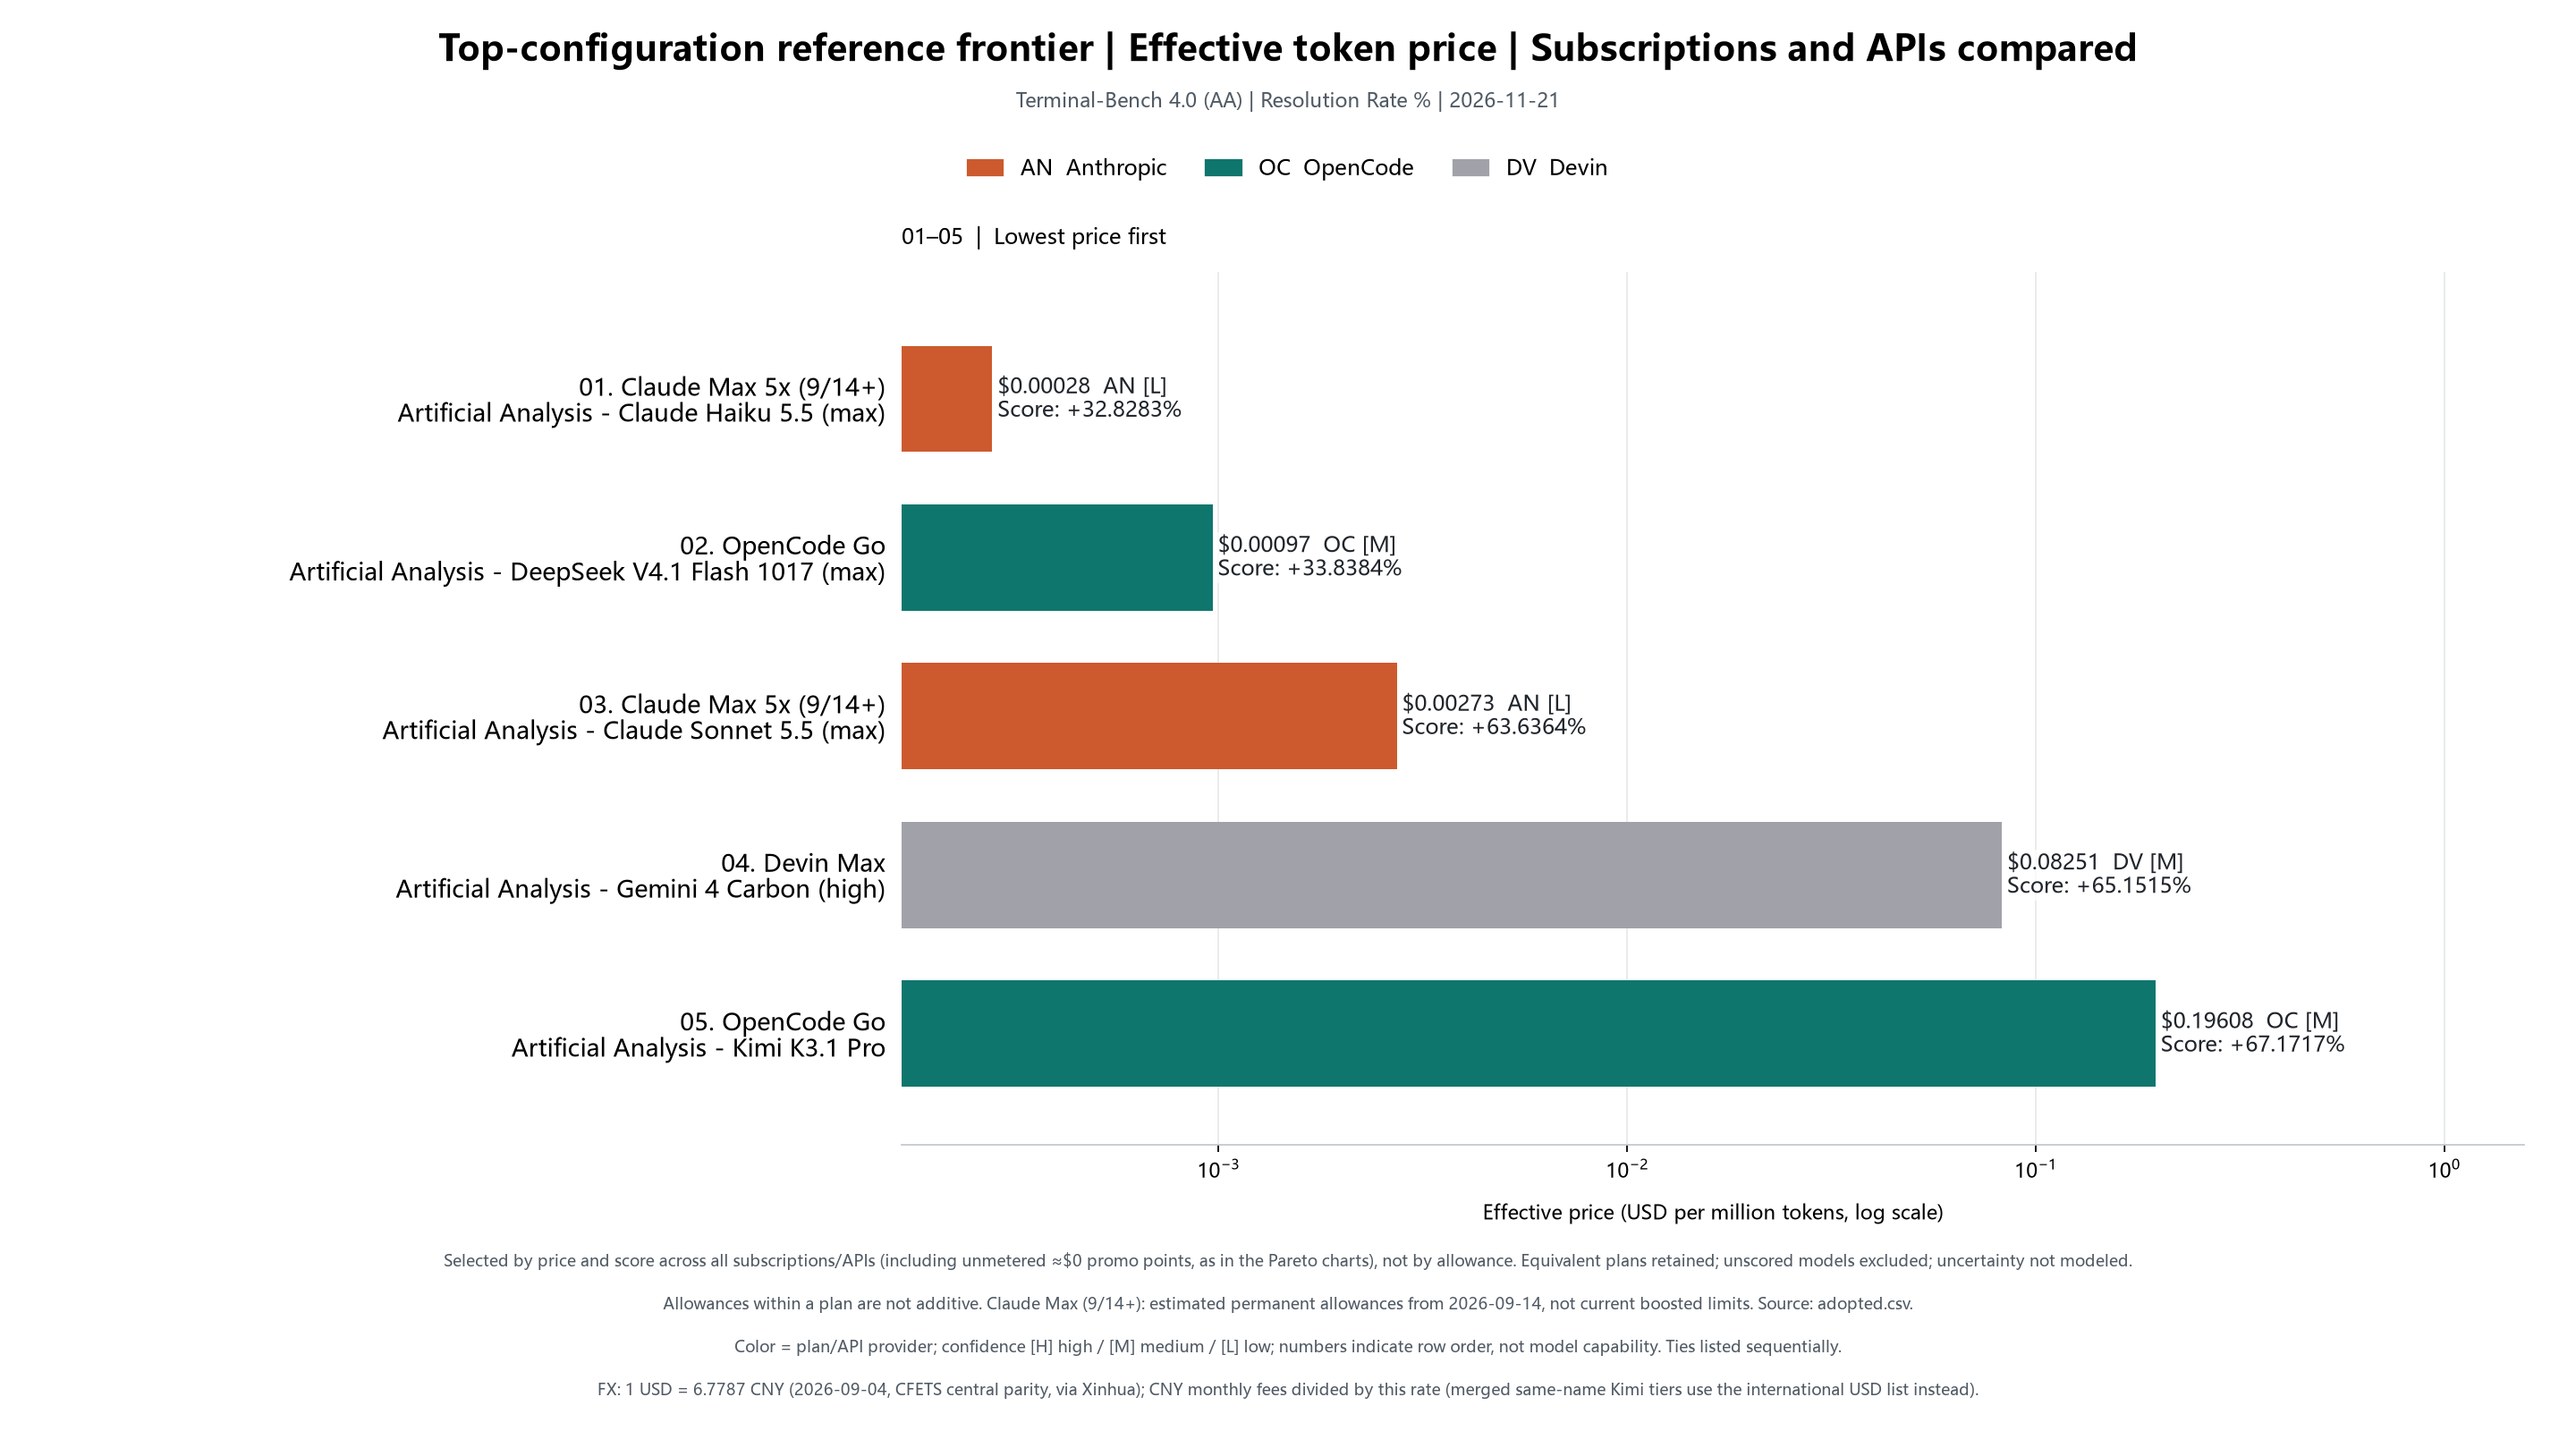 Top-configuration reference frontier | Effective token price | Subscriptions and APIs compared
Terminal-Bench 4.0 (AA) | Resolution Rate % | 2026-11-21
AN Anthropic
OC OpenCode
DV Devin
01–05 | Lowest price first
01. Claude Max 5x (9/14+)
Artificial Analysis - Claude Haiku 5.5 (max)
$0.00028 AN [L]
Score: +32.8283%
02. OpenCode Go
Artificial Analysis - DeepSeek V4.1 Flash 1017 (max)
$0.00097 OC [M]
Score: +33.8384%
03. Claude Max 5x (9/14+)
Artificial Analysis - Claude Sonnet 5.5 (max)
$0.00273 AN [L]
Score: +63.6364%
04. Devin Max
Artificial Analysis - Gemini 4 Carbon (high)
$0.08251 DV [M]
Score: +65.1515%
05. OpenCode Go
Artificial Analysis - Kimi K3.1 Pro
$0.19608 OC [M]
Score: +67.1717%
10⁻³
10⁻²
10⁻¹
10⁰
Effective price (USD per million tokens, log scale)
Selected by price and score across all subscriptions/APIs (including unmetered ≈$0 promo points, as in the Pareto charts), not by allowance. Equivalent plans retained; unscored models excluded; uncertainty not modeled.
Allowances within a plan are not additive. Claude Max (9/14+): estimated permanent allowances from 2026-09-14, not current boosted limits. Source: adopted.csv.
Color = plan/API provider; confidence [H] high / [M] medium / [L] low; numbers indicate row order, not model capability. Ties listed sequentially.
FX: 1 USD = 6.7787 CNY (2026-09-04, CFETS central parity, via Xinhua); CNY monthly fees divided by this rate (merged same-name Kimi tiers use the international USD list instead).